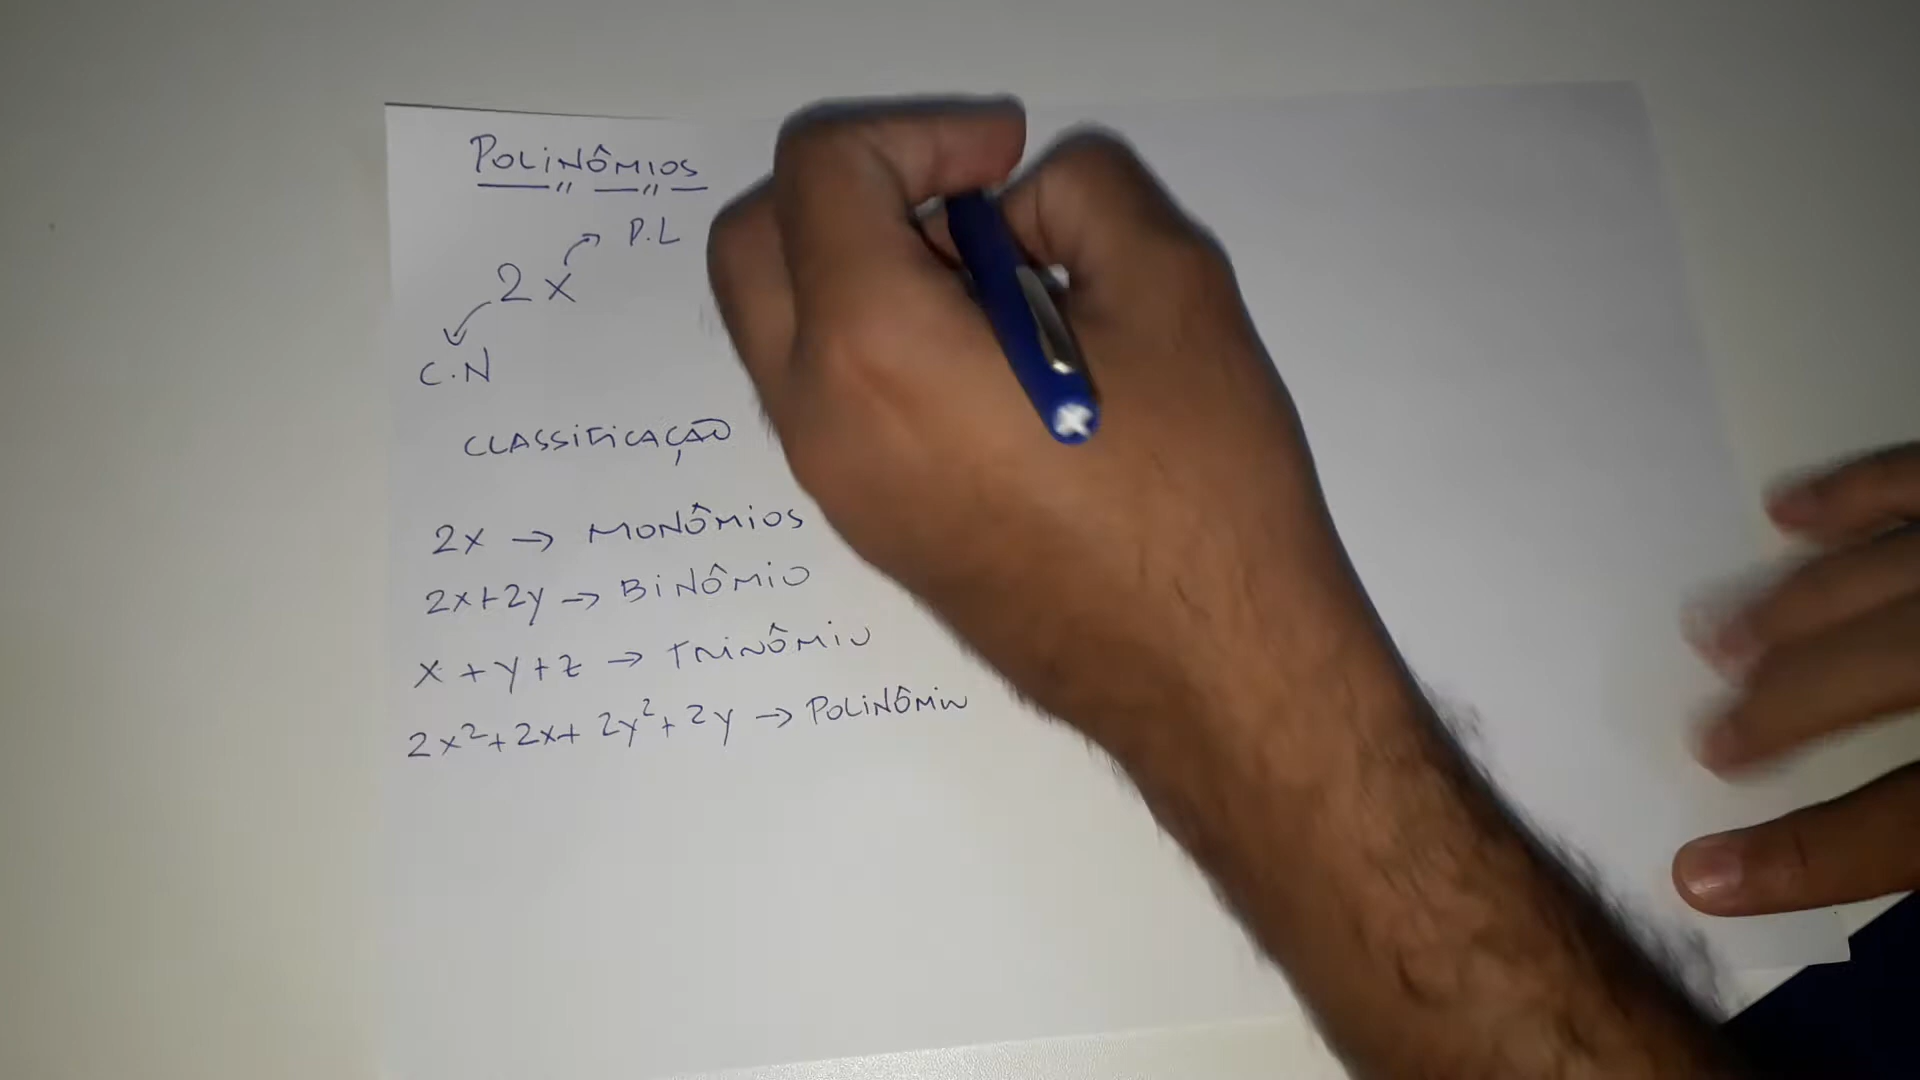 POLINÔMIOS
P.L
2x
C.N
CLASSIFICAÇÃO
2x → MONÔMIOS
2x+2y → BINÔMIO
x+y+z → TRINÔMIO
2x²+2x+2y²+2y → POLINÔMIO